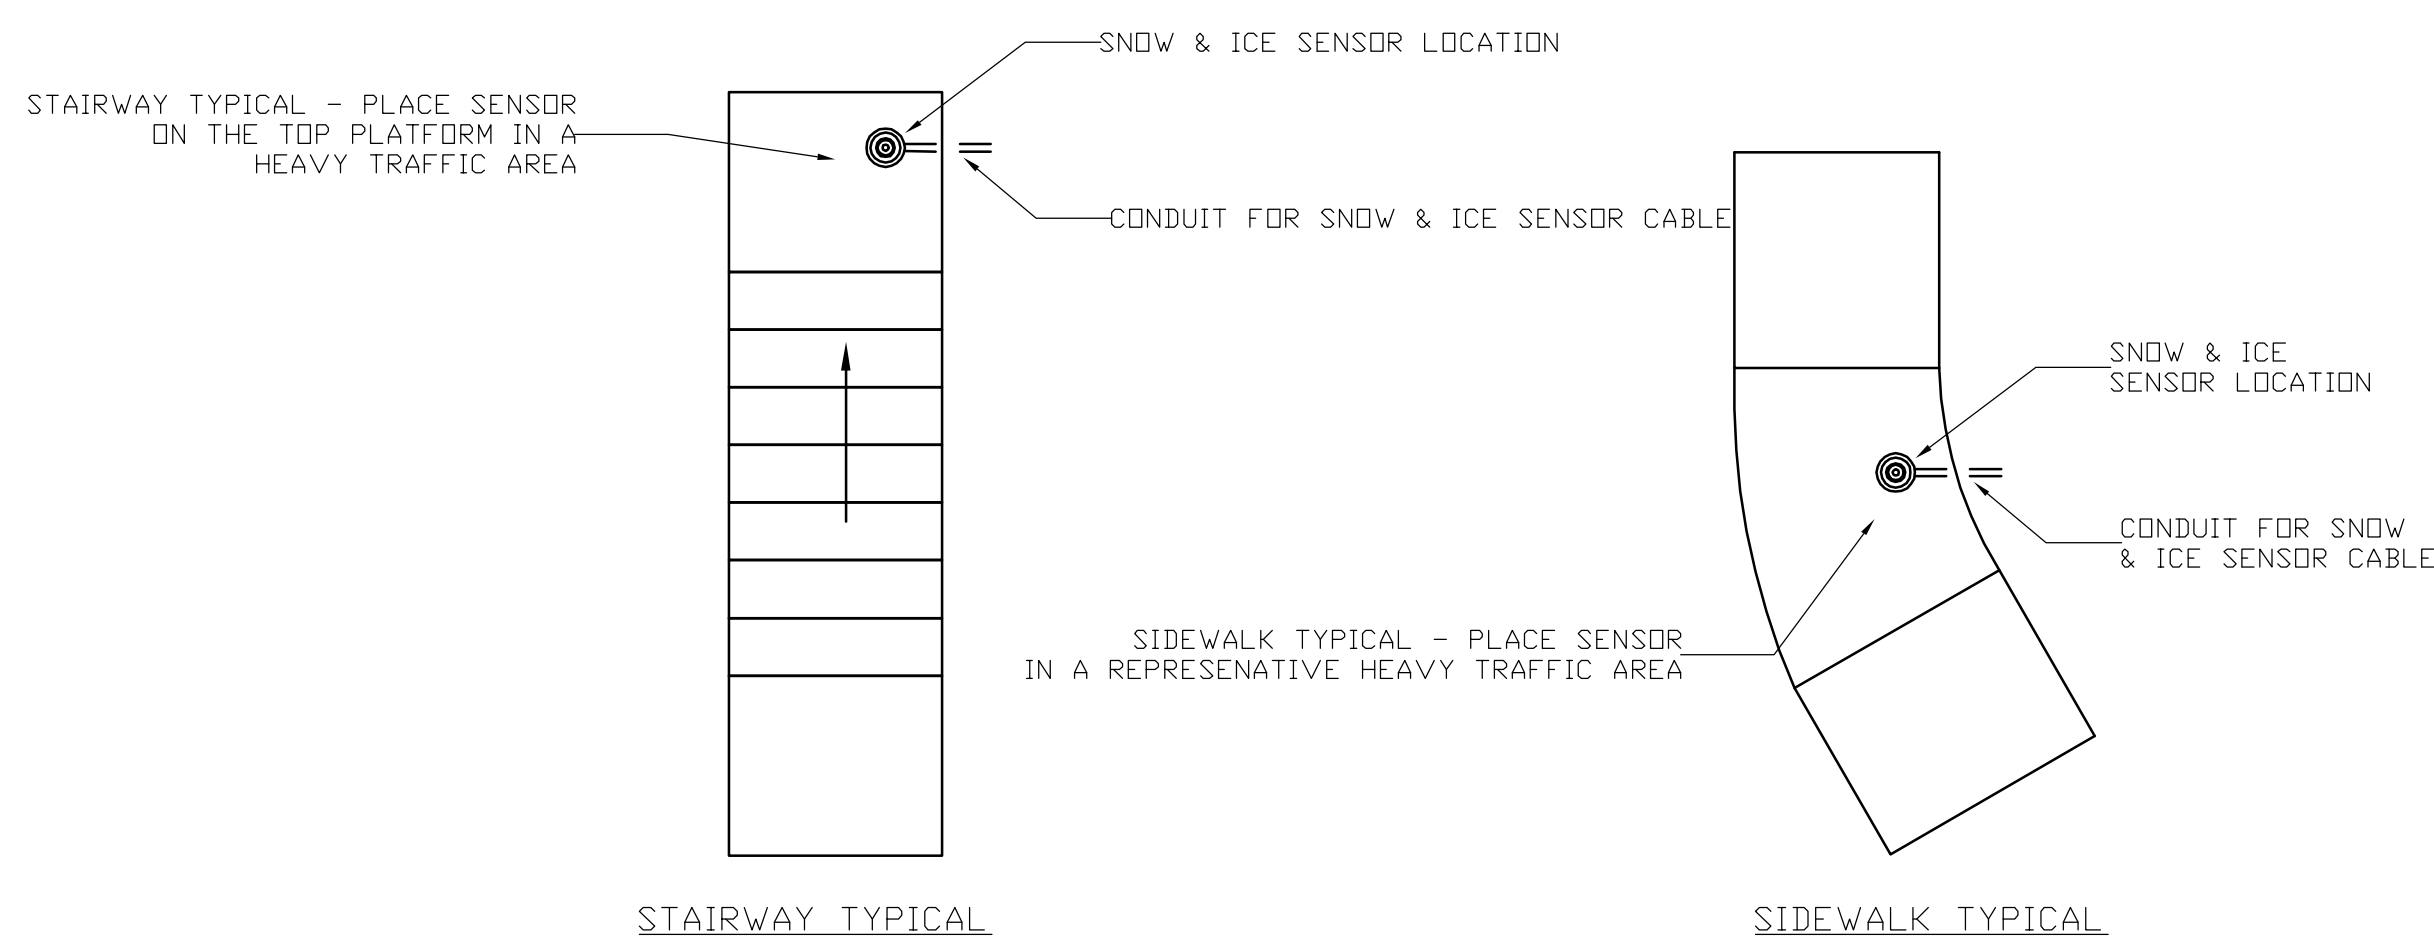 SNOW & ICE SENSOR LOCATION
STAIRWAY TYPICAL - PLACE SENSOR
ON THE TOP PLATFORM IN A
HEAVY TRAFFIC AREA
CONDUIT FOR SNOW & ICE SENSOR CABLE
SNOW & ICE
SENSOR LOCATION
CONDUIT FOR SNOW
& ICE SENSOR CABLE
SIDEWALK TYPICAL - PLACE SENSOR
IN A REPRESENATIVE HEAVY TRAFFIC AREA
STAIRWAY TYPICAL
SIDEWALK TYPICAL